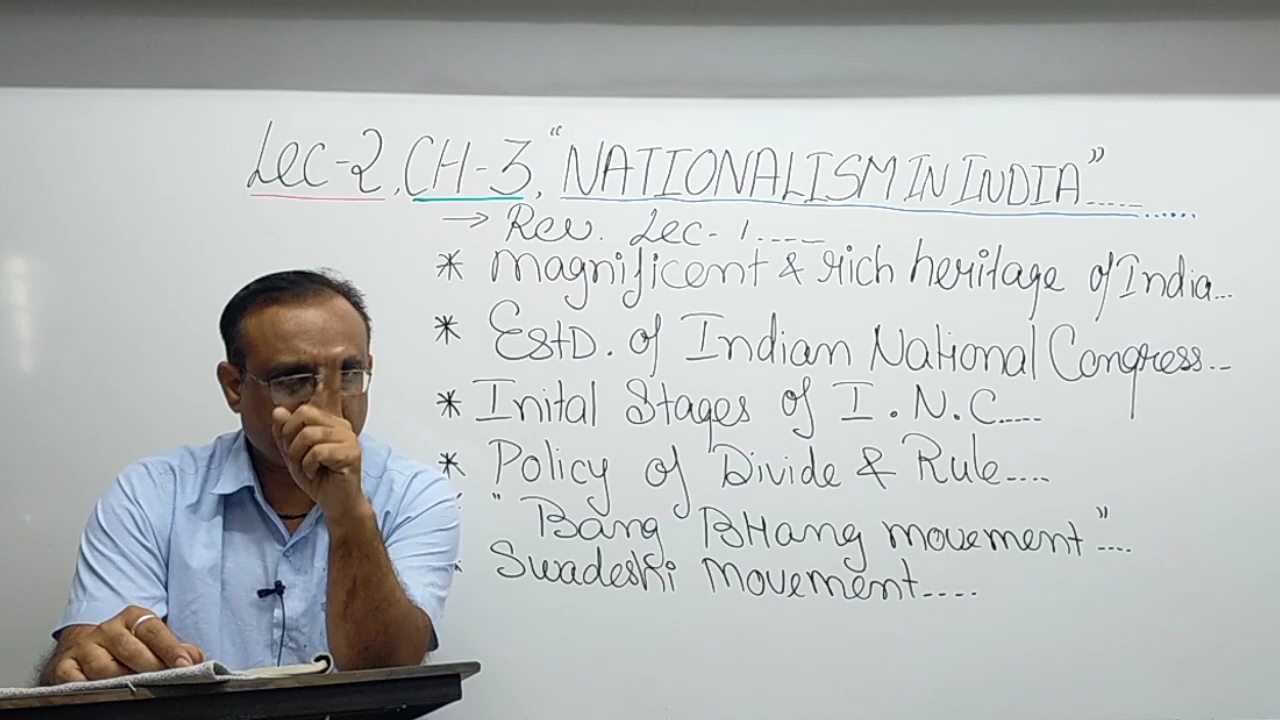 Lec-2, CH-3, "NATIONALISM IN INDIA".....
→ Rev. Lec-1.....
* Magnificent & rich heritage of India...
* EstD. of Indian National Congress...
* Inital Stages of I.N.C.....
* Policy of Divide & Rule....
* "Bang BHang movement"....
* Swadeshi Movement.....